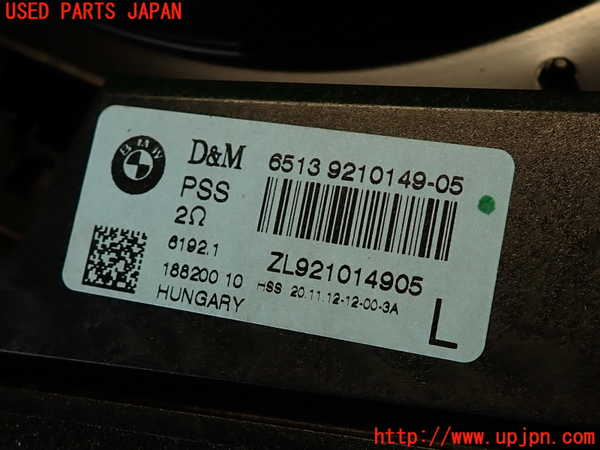 USED PARTS JAPAN
BMW
D&M
6513 9210149-05
PSS
2Ω
6192.1
188200 10
HUNGARY
ZL921014905
HSS 20.11.12-12-00-3A
L
http://www.upjpn.com/